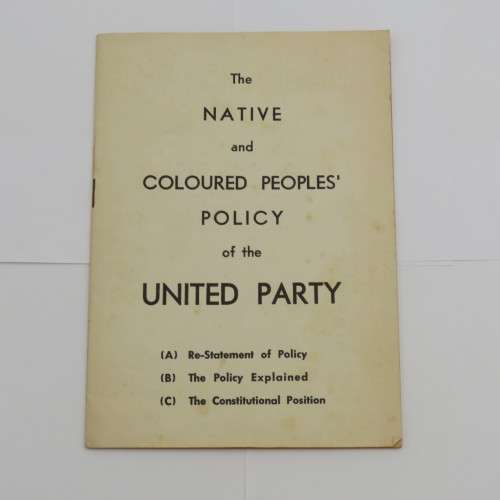 The
NATIVE
and
COLOURED PEOPLES'
POLICY
of the
UNITED PARTY
(A) Re-Statement of Policy
(B) The Policy Explained
(C) The Constitutional Position